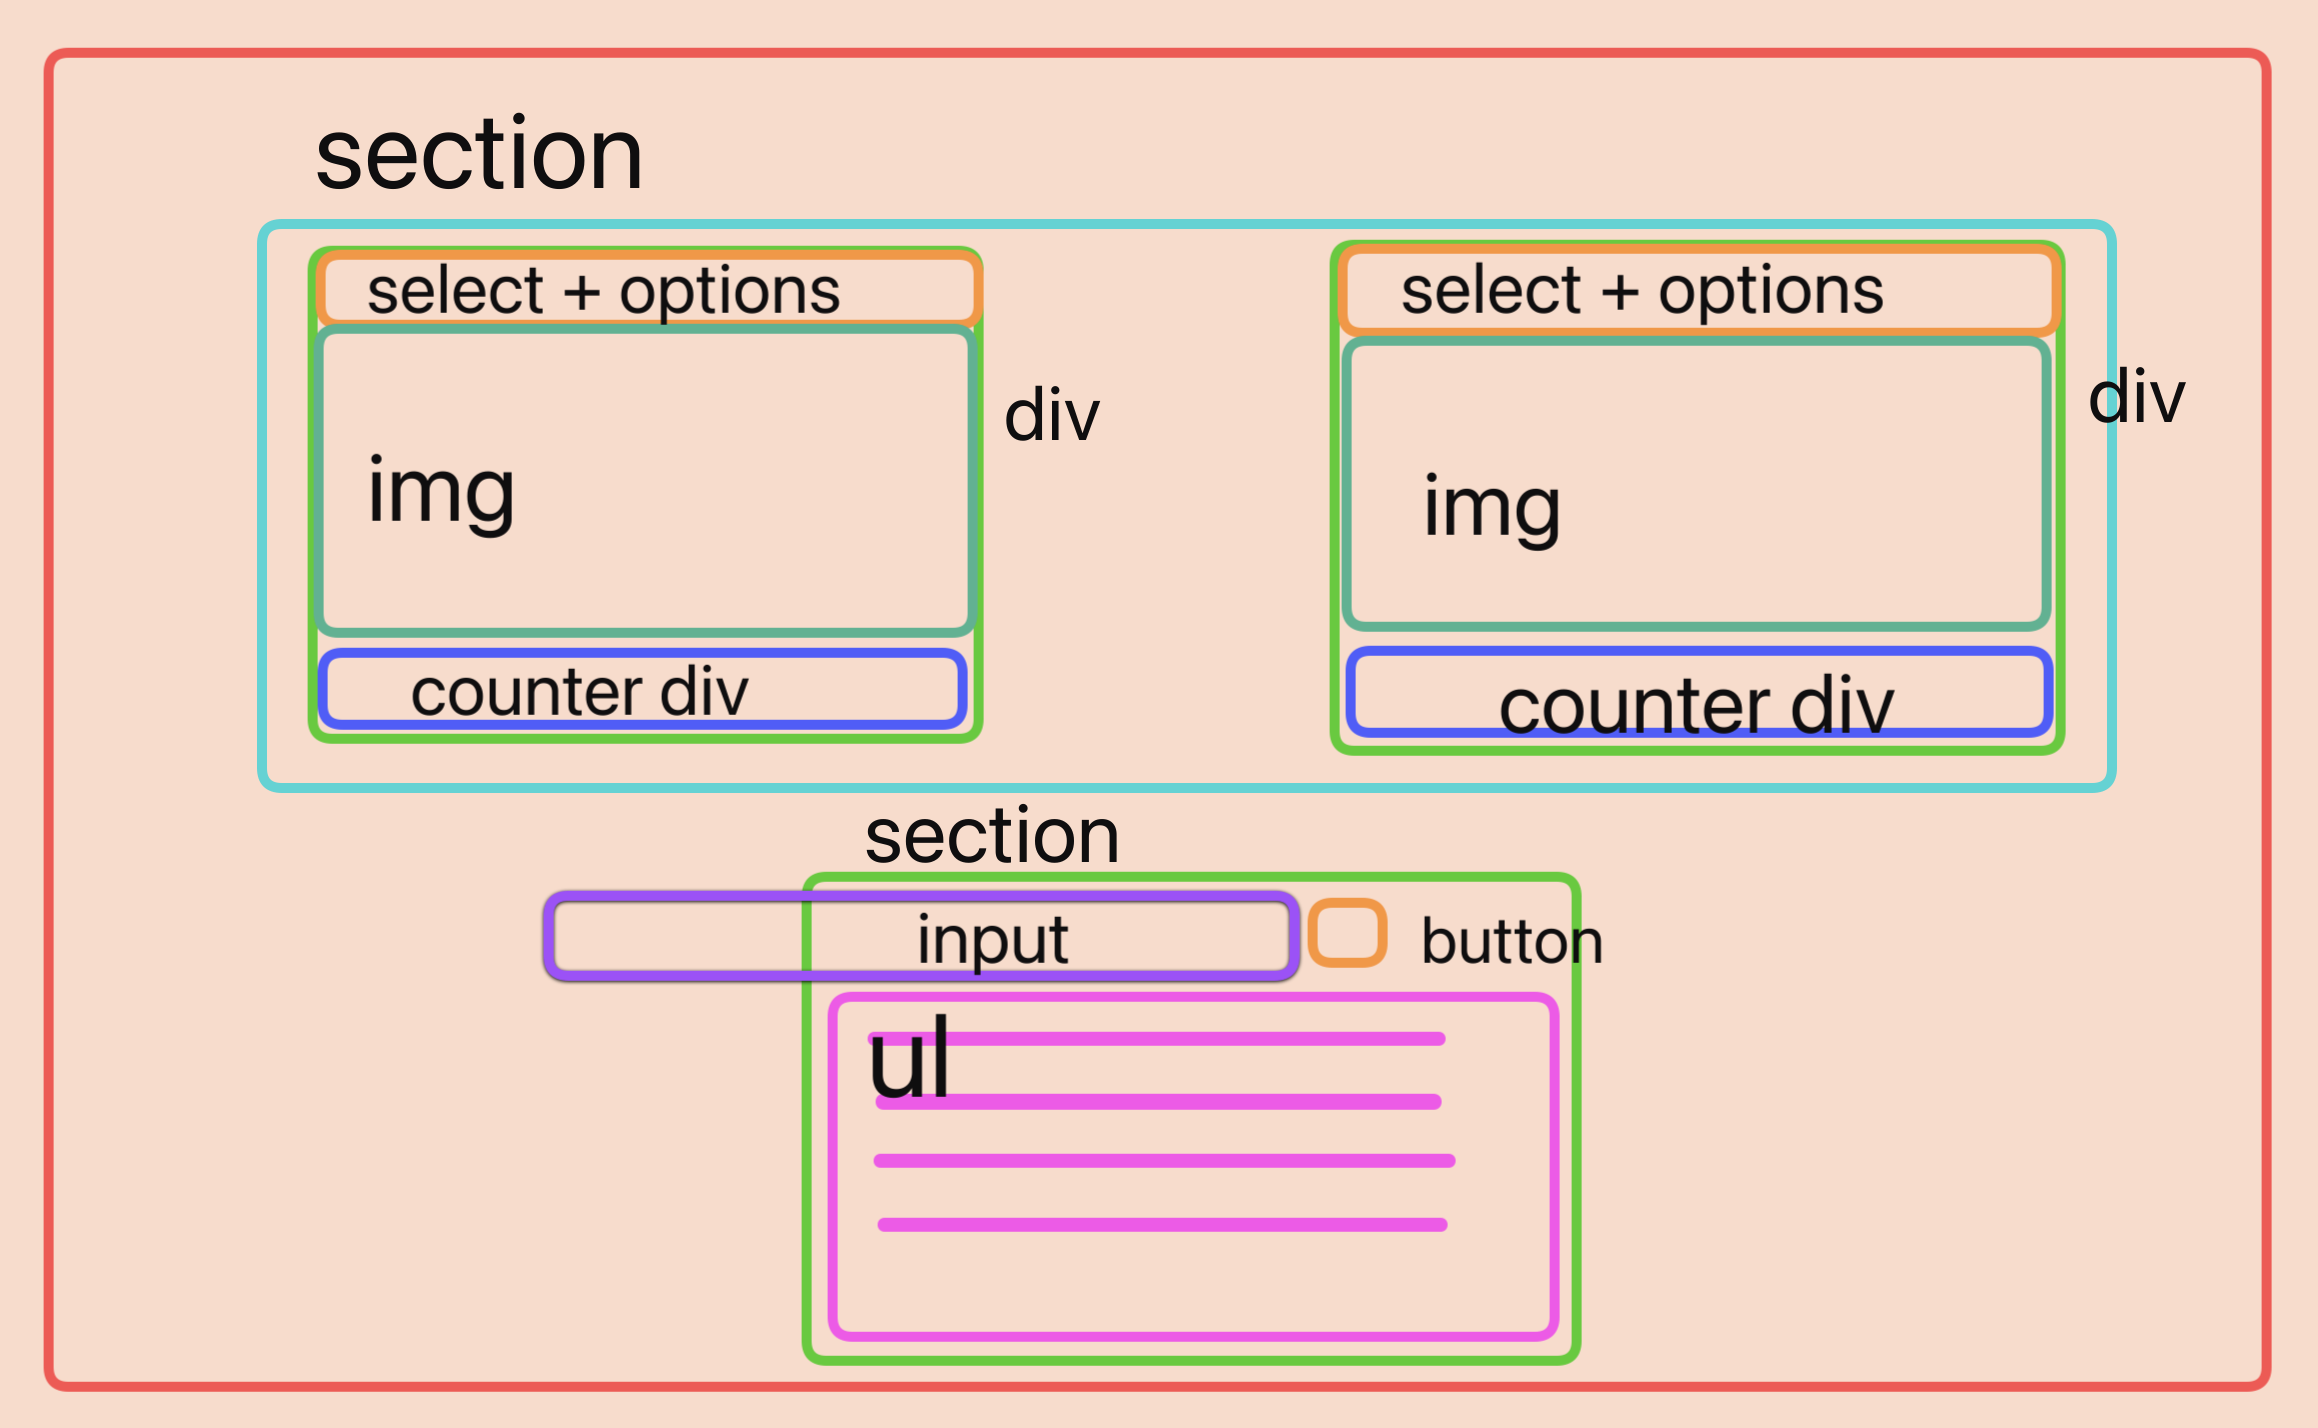 section
select + options
select + options
div
div
img
img
counter div
counter div
section
input
button
ul